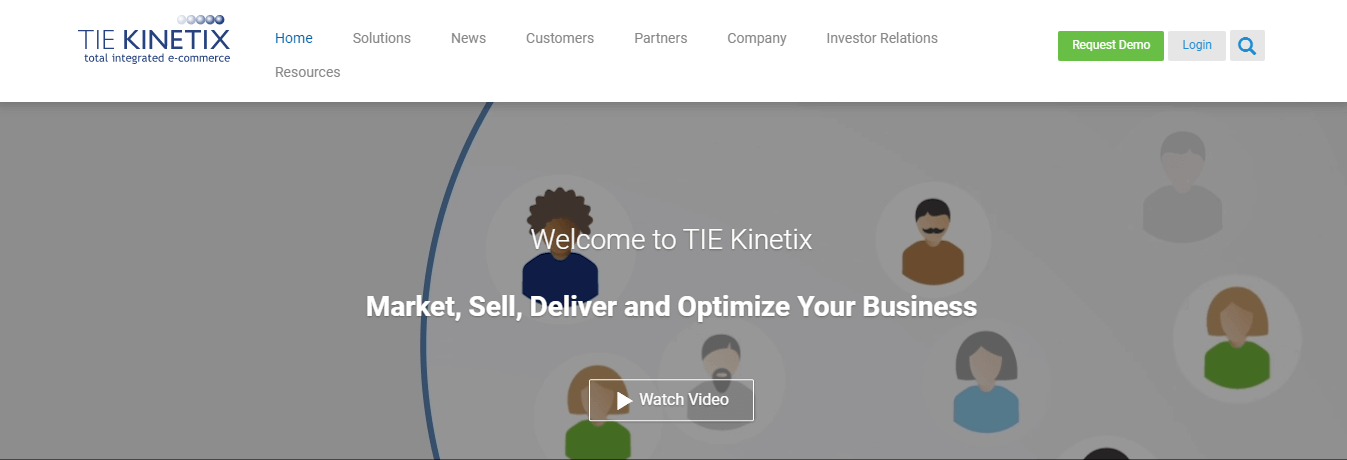 TIE KINETIX
total integrated e-commerce
Home Solutions News Customers Partners Company Investor Relations
Resources
Request Demo Login
Welcome to TIE Kinetix
Market, Sell, Deliver and Optimize Your Business
Watch Video